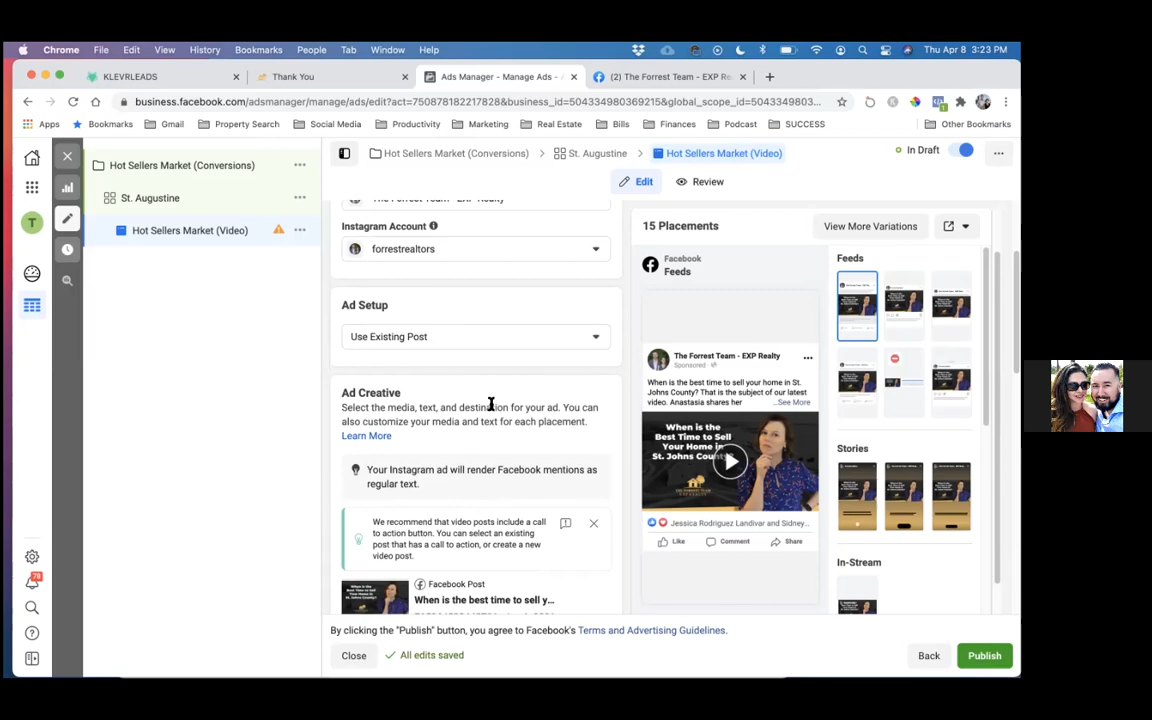 Chrome File Edit View History Bookmarks People Tab Window Help
Thu Apr 8 3:23 PM
KLEVRLEADS
Thank You
Ads Manager - Manage Ads -
(2) The Forrest Team - EXP Re
business.facebook.com/adsmanager/manage/ads/edit?act=750878182217828&business_id=504334980369215&global_scope_id=5043349803...
Apps Bookmarks Gmail Property Search Social Media Productivity Marketing Real Estate Bills Finances Podcast SUCCESS Other Bookmarks
Hot Sellers Market (Conversions)
St. Augustine
Hot Sellers Market (Video)
T
78
Hot Sellers Market (Conversions) St. Augustine Hot Sellers Market (Video)
In Draft
Edit Review
The Forrest Team - EXP Realty
Instagram Account
forrestrealtors
Ad Setup
Use Existing Post
Ad Creative
Select the media, text, and destination for your ad. You can
also customize your media and text for each placement.
Learn More
Your Instagram ad will render Facebook mentions as
regular text.
We recommend that video posts include a call
to action button. You can select an existing
post that has a call to action, or create a new
video post.
Facebook Post
When is the best time to sell y...
15 Placements
View More Variations
Facebook
Feeds
The Forrest Team - EXP Realty
Sponsored
When is the best time to sell your home in St.
Johns County? That is the subject of our latest
video. Anastasia shares her ...See More
When is the
Best Time to Sell
Your Home in
St. Johns County?
THE FORREST TEAM
EXP REALTY
Jessica Rodriguez Landivar and Sidney...
Like Comment Share
Feeds
Stories
In-Stream
By clicking the "Publish" button, you agree to Facebook's Terms and Advertising Guidelines.
Close
All edits saved
Back
Publish